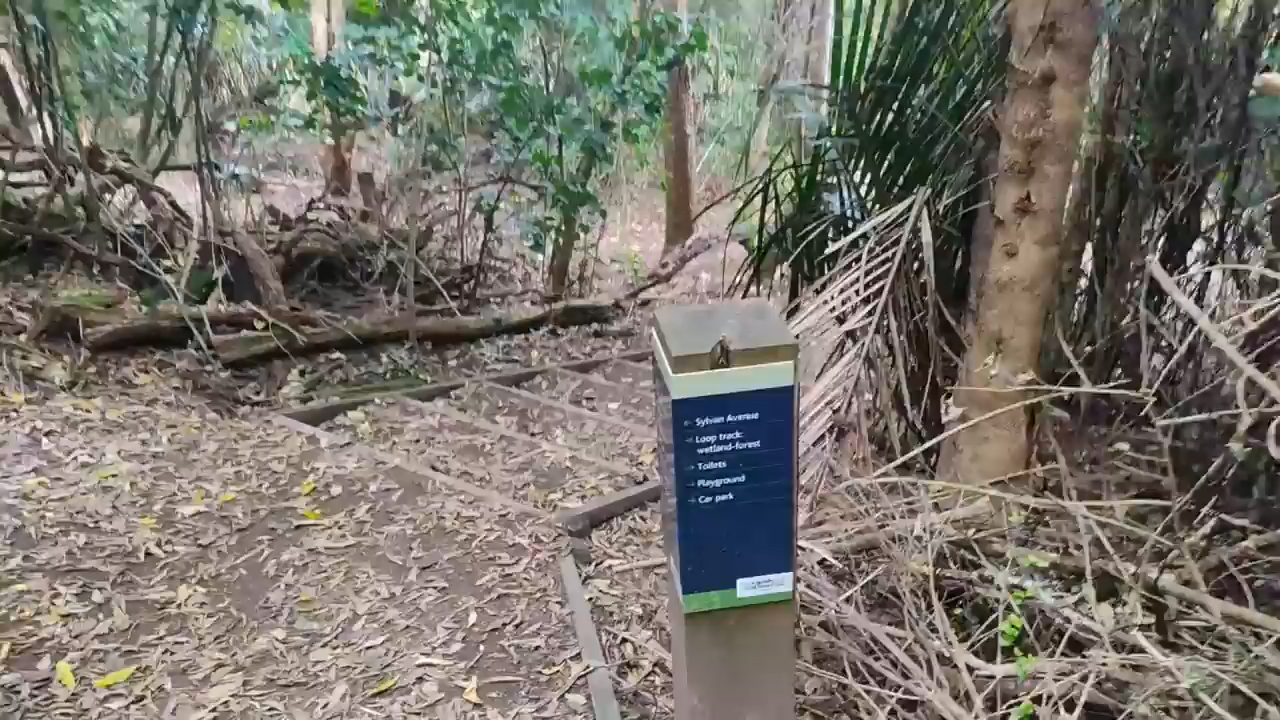 ← Sylvan Avenue
← Loop track:
wetland-forest
→ Toilets
→ Playground
→ Car park